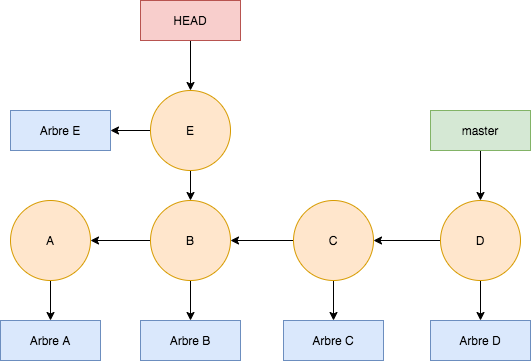 HEAD
Arbre E
E
master
A
B
C
D
Arbre A
Arbre B
Arbre C
Arbre D